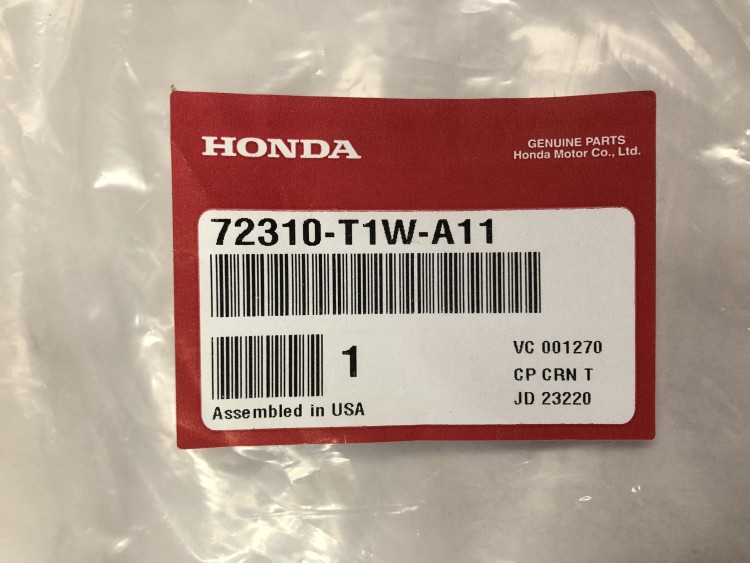 HONDA
GENUINE PARTS
Honda Motor Co., Ltd.
72310-T1W-A11
1
VC 001270
CP CRN T
JD 23220
Assembled in USA